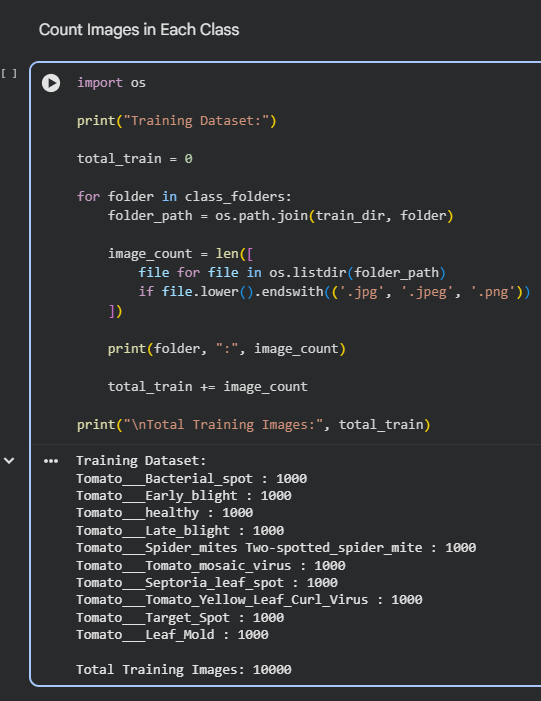 Count Images in Each Class
[ ]
import os
print("Training Dataset:")
total_train = 0
for folder in class_folders:
    folder_path = os.path.join(train_dir, folder)
    image_count = len([
        file for file in os.listdir(folder_path)
        if file.lower().endswith(('.jpg', '.jpeg', '.png'))
    ])
    print(folder, ":", image_count)
    total_train += image_count
print("\nTotal Training Images:", total_train)
Training Dataset:
Tomato___Bacterial_spot : 1000
Tomato___Early_blight : 1000
Tomato___healthy : 1000
Tomato___Late_blight : 1000
Tomato___Spider_mites Two-spotted_spider_mite : 1000
Tomato___Tomato_mosaic_virus : 1000
Tomato___Septoria_leaf_spot : 1000
Tomato___Tomato_Yellow_Leaf_Curl_Virus : 1000
Tomato___Target_Spot : 1000
Tomato___Leaf_Mold : 1000
Total Training Images: 10000